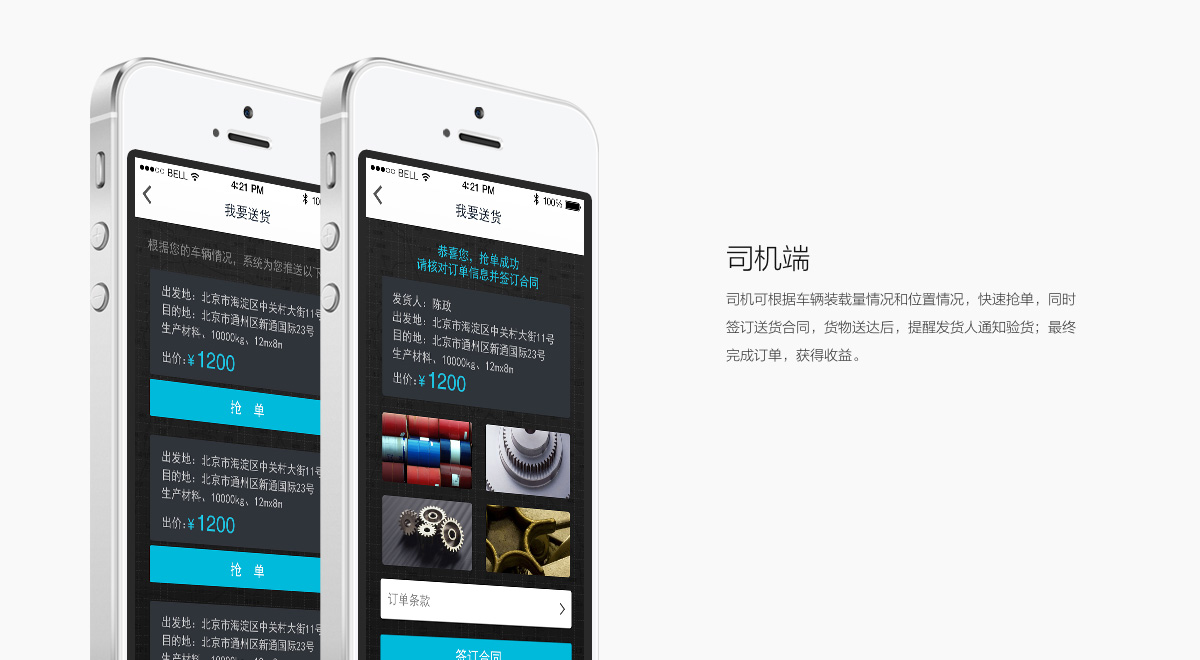 BELL
4:21 PM
我要送货
根据您的车辆情况，系统为您推送以下
出发地：北京市海淀区中关村大街11号
目的地：北京市通州区新通国际23号
生产材料、10000kg、12mx8m
出价:¥1200
抢 单
出发地：北京市海淀区中关村大街11号
目的地：北京市通州区新通国际23号
生产材料、10000kg、12mx8m
出价:¥1200
抢 单
出发地：北京市海淀区中关村大街11号
目的地：北京市通州区新通国际23号
生产材料、10000kg、12mx8m
BELL
4:21 PM
100%
我要送货
恭喜您，抢单成功
请核对订单信息并签订合同
发货人：陈政
出发地：北京市海淀区中关村大街11号
目的地：北京市通州区新通国际23号
生产材料、10000kg、12mx8m
出价:¥1200
订单条款
签订合同
司机端
司机可根据车辆装载量情况和位置情况，快速抢单，同时
签订送货合同，货物送达后，提醒发货人通知验货；最终
完成订单，获得收益。